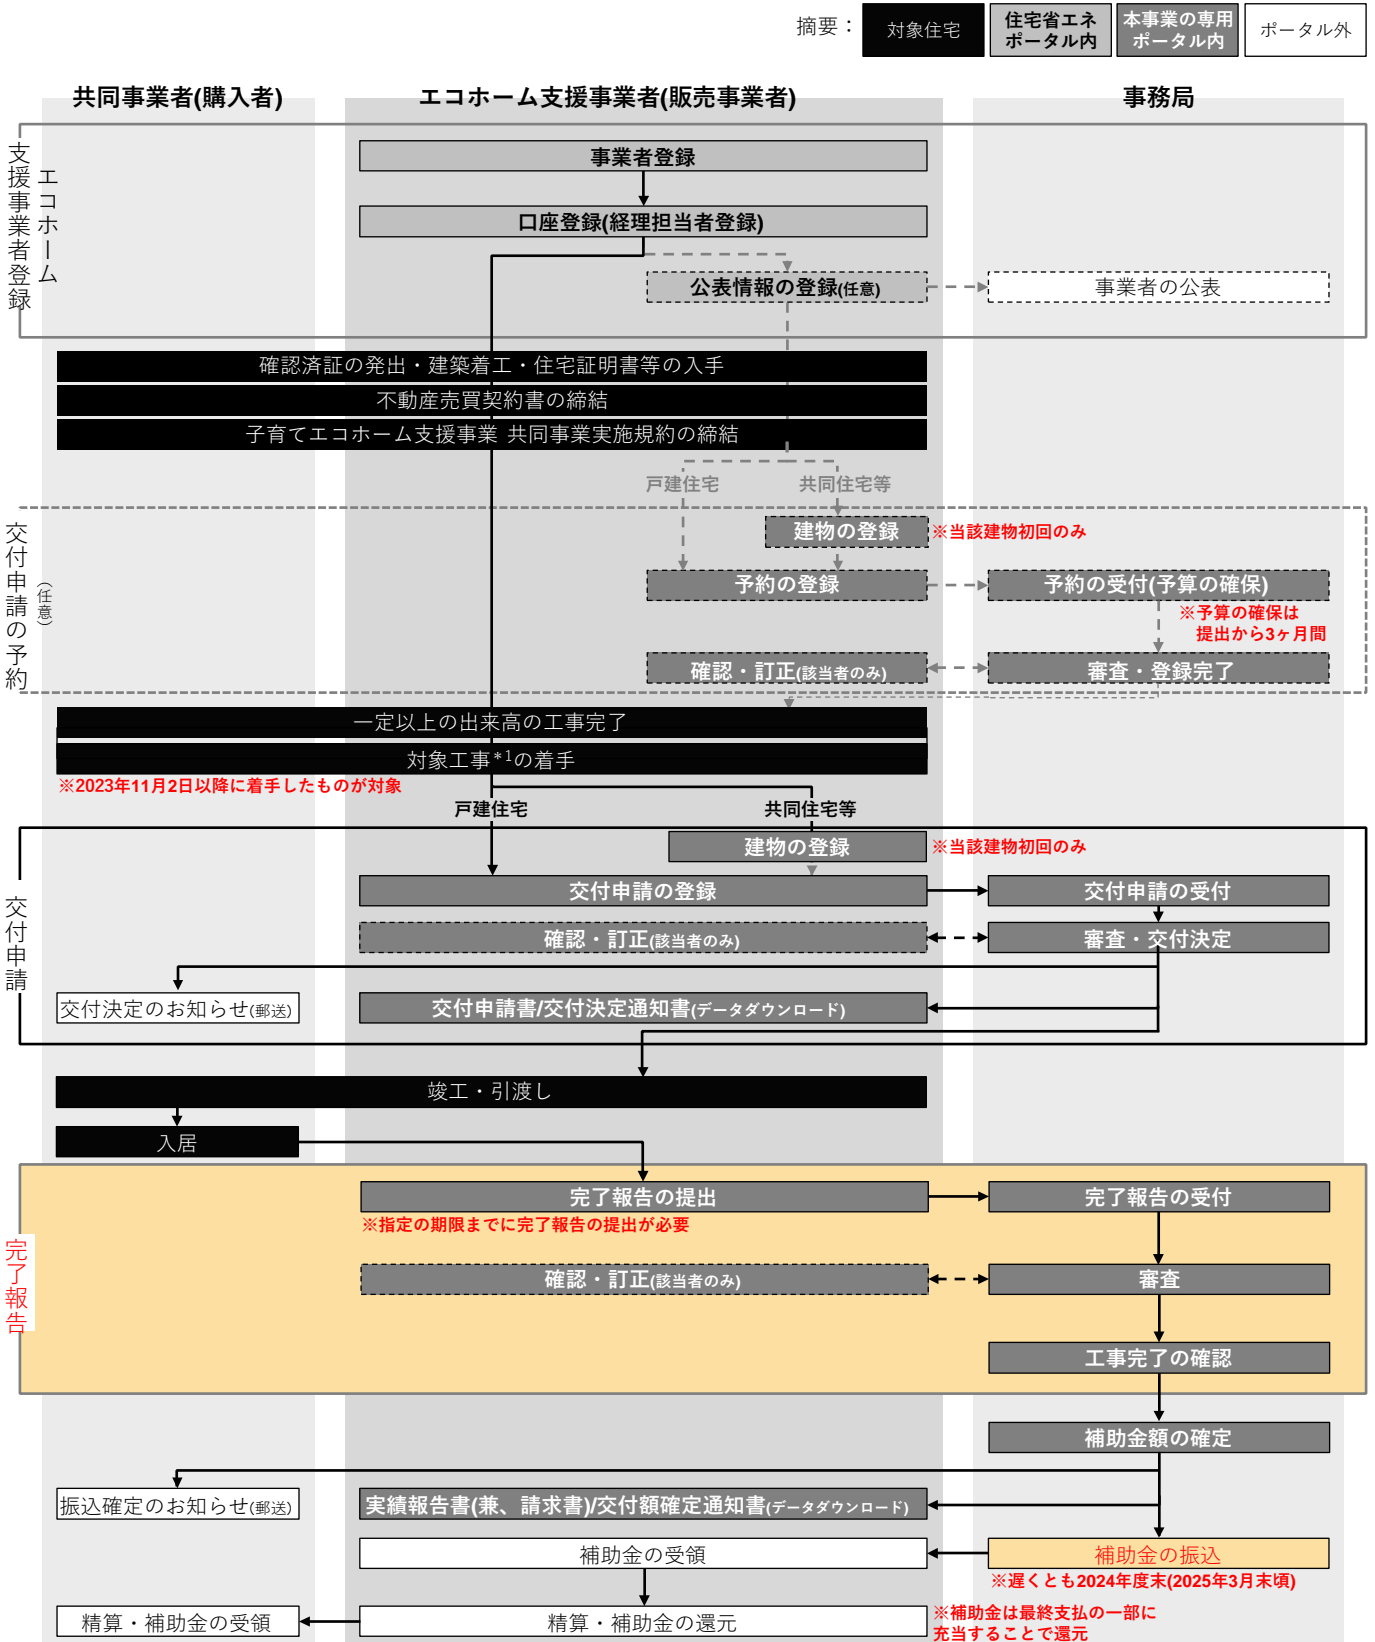 摘要：
対象住宅
住宅省エネ
ポータル内
本事業の専用
ポータル内
ポータル外
共同事業者(購入者)
エコホーム支援事業者(販売事業者)
事務局
エコホーム
支援事業者登録
事業者登録
口座登録(経理担当者登録)
公表情報の登録(任意)
事業者の公表
確認済証の発出・建築着工・住宅証明書等の入手
不動産売買契約書の締結
子育てエコホーム支援事業 共同事業実施規約の締結
戸建住宅
共同住宅等
交付申請の予約
(任意)
建物の登録
※当該建物初回のみ
予約の登録
予約の受付(予算の確保)
※予算の確保は
提出から3ヶ月間
確認・訂正(該当者のみ)
審査・登録完了
一定以上の出来高の工事完了
対象工事*1の着手
※2023年11月2日以降に着手したものが対象
戸建住宅
共同住宅等
交付申請
建物の登録
※当該建物初回のみ
交付申請の登録
交付申請の受付
確認・訂正(該当者のみ)
審査・交付決定
交付決定のお知らせ(郵送)
交付申請書/交付決定通知書(データダウンロード)
竣工・引渡し
入居
完了報告
完了報告の提出
完了報告の受付
※指定の期限までに完了報告の提出が必要
確認・訂正(該当者のみ)
審査
工事完了の確認
補助金額の確定
振込確定のお知らせ(郵送)
実績報告書(兼、請求書)/交付額確定通知書(データダウンロード)
補助金の受領
補助金の振込
※遅くとも2024年度末(2025年3月末頃)
精算・補助金の受領
精算・補助金の還元
※補助金は最終支払の一部に
充当することで還元